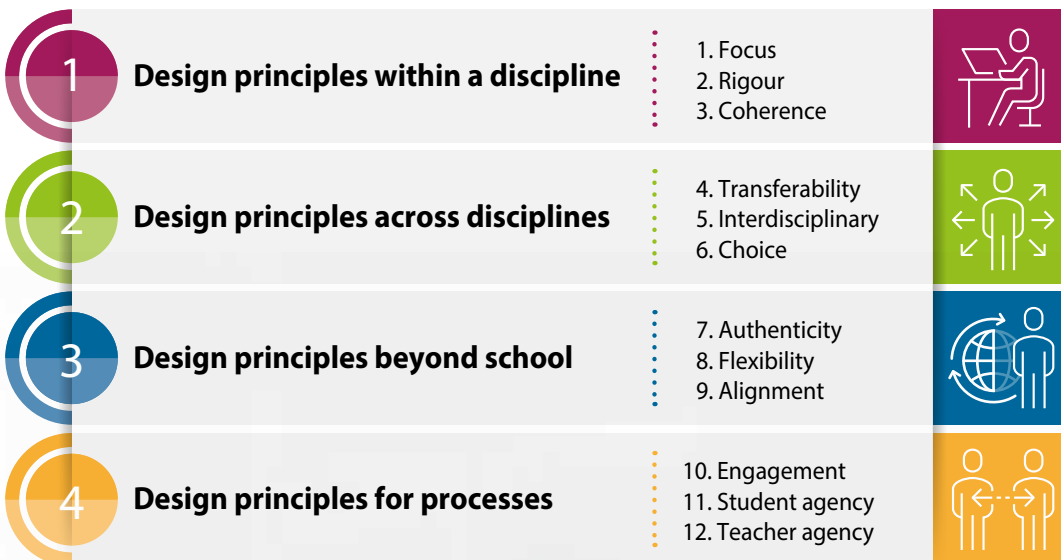 1
Design principles within a discipline
1. Focus
2. Rigour
3. Coherence
2
Design principles across disciplines
4. Transferability
5. Interdisciplinary
6. Choice
3
Design principles beyond school
7. Authenticity
8. Flexibility
9. Alignment
4
Design principles for processes
10. Engagement
11. Student agency
12. Teacher agency